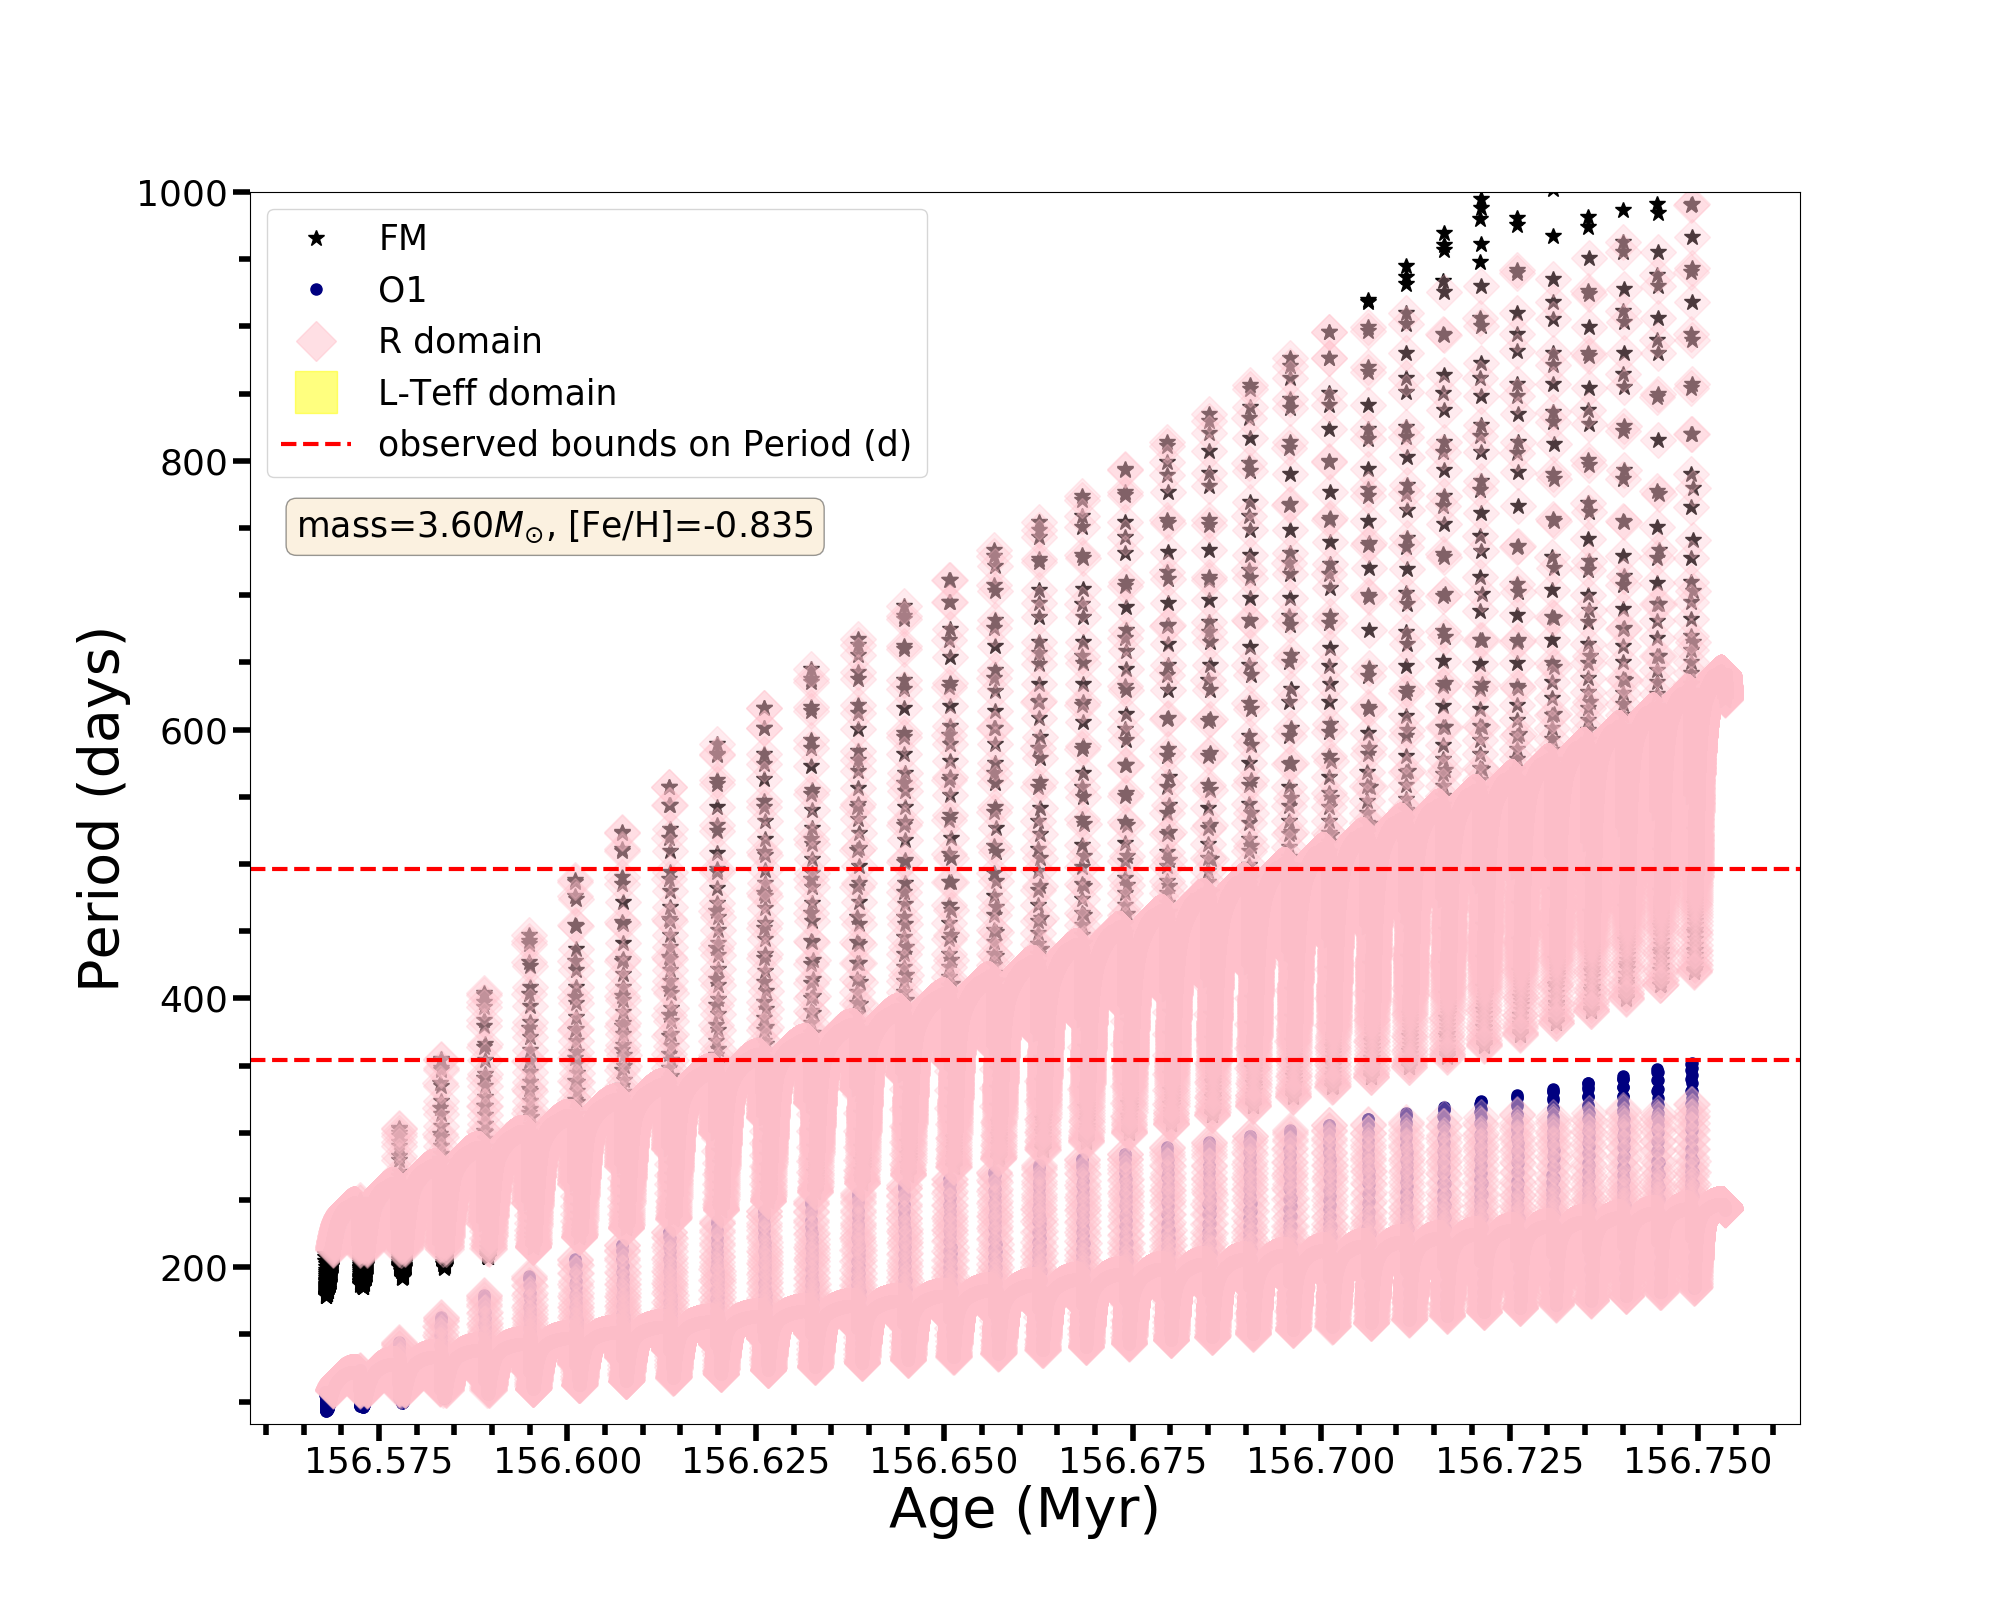 FM
O1
R domain
L-Teff domain
observed bounds on Period (d)
mass=3.60M⊙, [Fe/H]=-0.835
Period (days)
1000
800
600
400
200
156.575 156.600 156.625 156.650 156.675 156.700 156.725 156.750
Age (Myr)